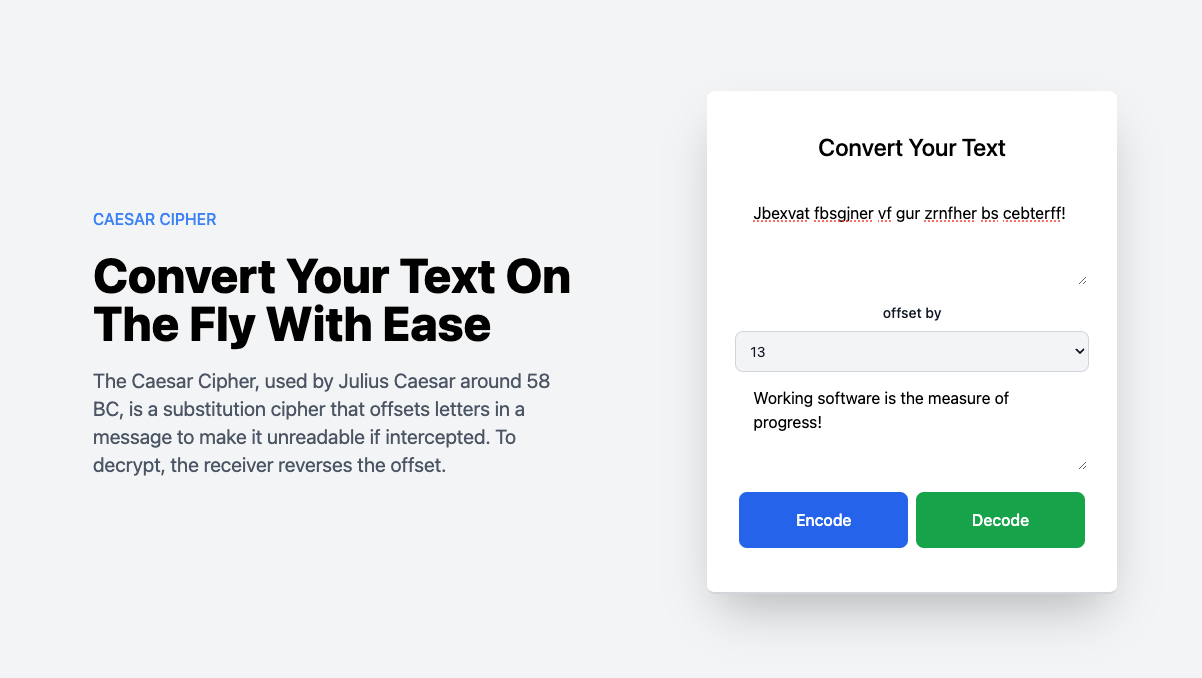 CAESAR CIPHER
Convert Your Text On
The Fly With Ease
The Caesar Cipher, used by Julius Caesar around 58
BC, is a substitution cipher that offsets letters in a
message to make it unreadable if intercepted. To
decrypt, the receiver reverses the offset.
Convert Your Text
Jbexvat fbsgjner vf gur zrnfher bs cebterff!
offset by
13
Working software is the measure of
progress!
Encode
Decode